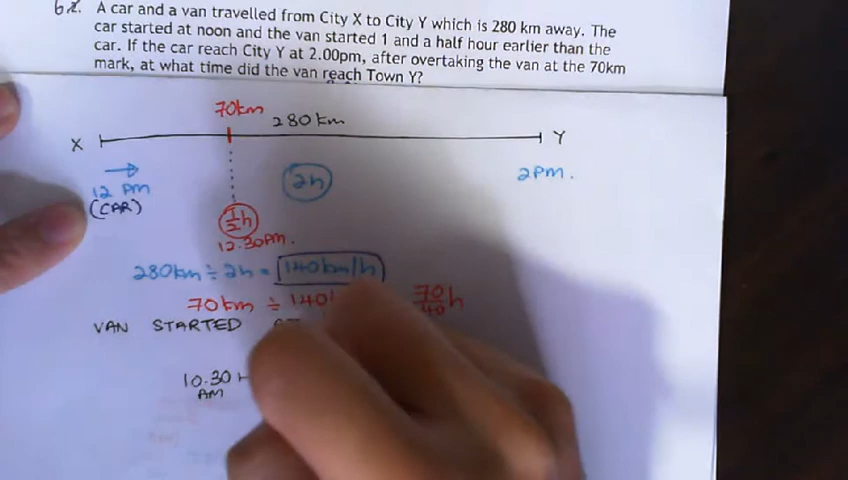 62. A car and a van travelled from City X to City Y which is 280 km away. The
car started at noon and the van started 1 and a half hour earlier than the
car. If the car reach City Y at 2.00pm, after overtaking the van at the 70km
mark, at what time did the van reach Town Y?
70km
280 km
X Y
12 PM
(CAR)
2h
2pm.
1/2 h
12.30pm.
280km ÷ 2h = 140km/h
70km ÷ 140 70/40 h
VAN STARTED
10.30
AM